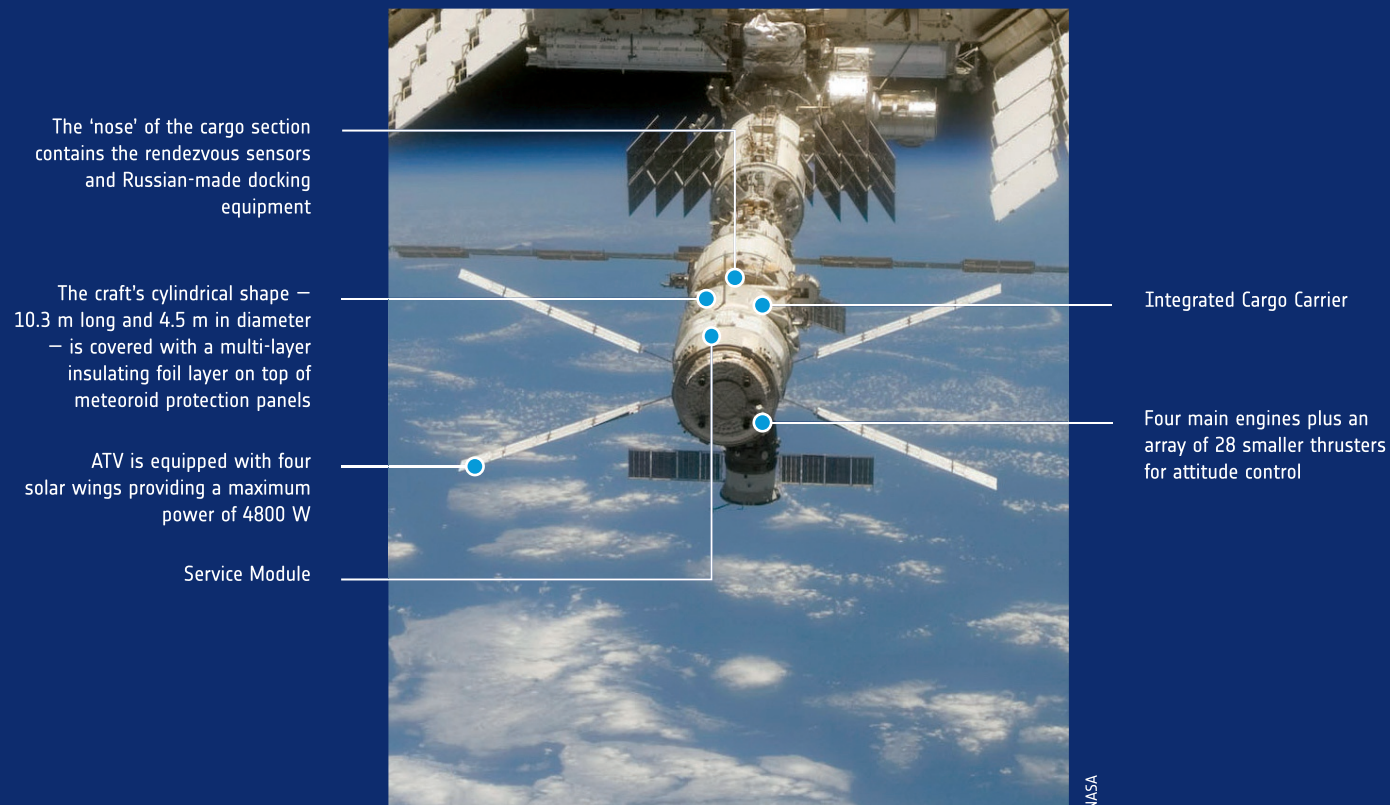 The ‘nose’ of the cargo section
contains the rendezvous sensors
and Russian-made docking
equipment
The craft’s cylindrical shape –
10.3 m long and 4.5 m in diameter
– is covered with a multi-layer
insulating foil layer on top of
meteoroid protection panels
ATV is equipped with four
solar wings providing a maximum
power of 4800 W
Service Module
Integrated Cargo Carrier
Four main engines plus an
array of 28 smaller thrusters
for attitude control
NASA